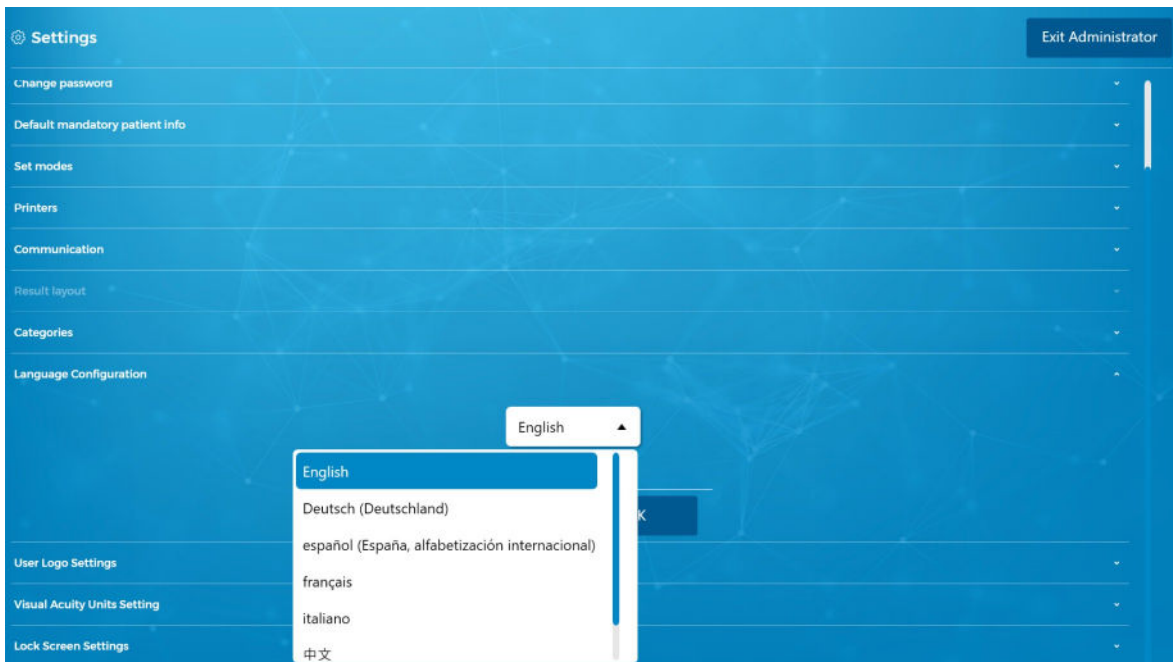 Settings
Exit Administrator
Change password
Default mandatory patient info
Set modes
Printers
Communication
Result layout
Categories
Language Configuration
English
English
Deutsch (Deutschland)
K
español (España, alfabetización internacional)
français
italiano
中文
User Logo Settings
Visual Acuity Units Setting
Lock Screen Settings